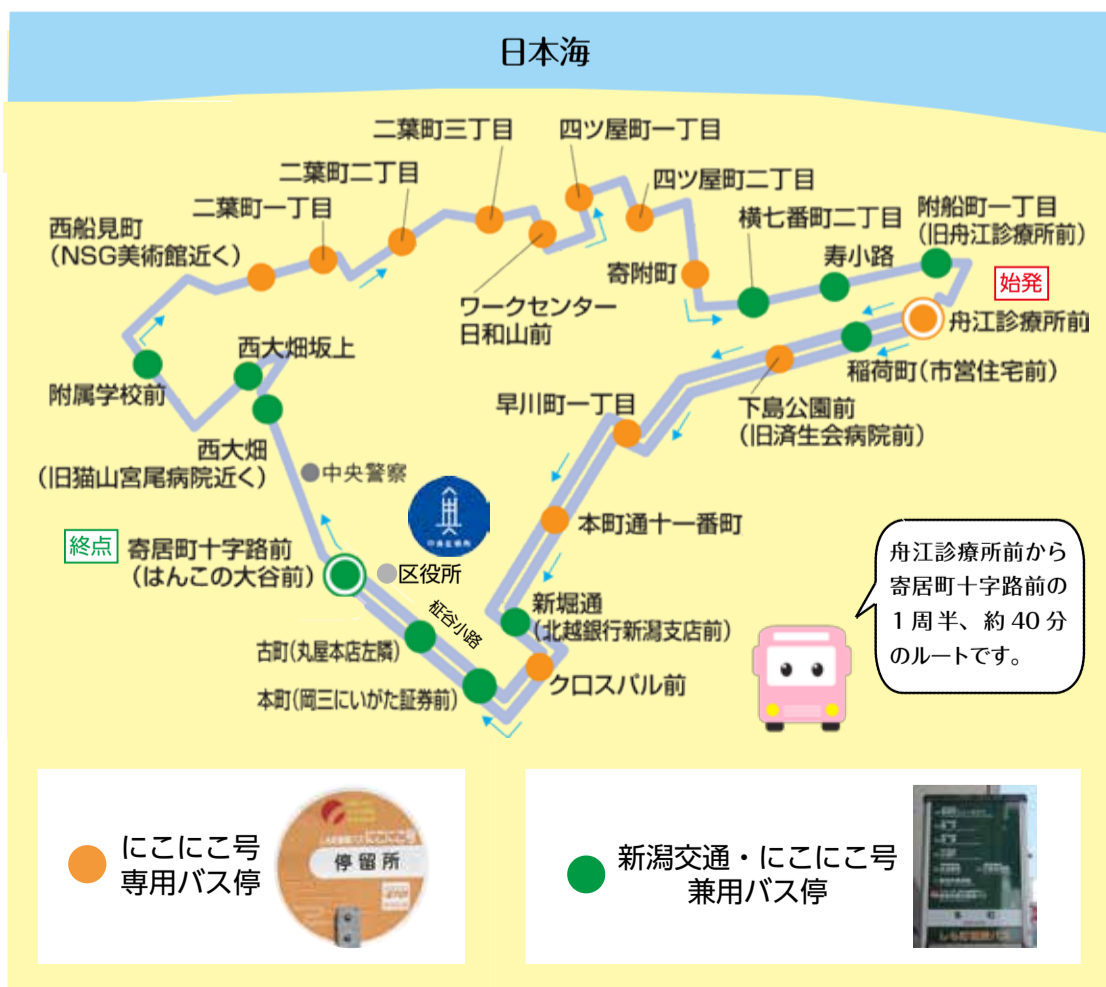 日本海
二葉町三丁目
四ツ屋町一丁目
二葉町二丁目
四ツ屋町二丁目
二葉町一丁目
横七番町二丁目
附船町一丁目
(旧舟江診療所前)
西船見町
(NSG美術館近く)
寿小路
寄附町
始発
ワークセンター
日和山前
舟江診療所前
西大畑坂上
稲荷町(市営住宅前)
附属学校前
早川町一丁目
下島公園前
(旧済生会病院前)
西大畑
(旧猫山宮尾病院近く)
中央警察
本町通十一番町
終点
寄居町十字路前
(はんこの大谷前)
区役所
柾谷小路
新堀通
(北越銀行新潟支店前)
古町(丸屋本店左隣)
クロスパル前
本町(岡三にいがた証券前)
舟江診療所前から
寄居町十字路前の
1周半、約40分
のルートです。
にこにこ号
専用バス停
にこにこ号
停留所
新潟交通・にこにこ号
兼用バス停